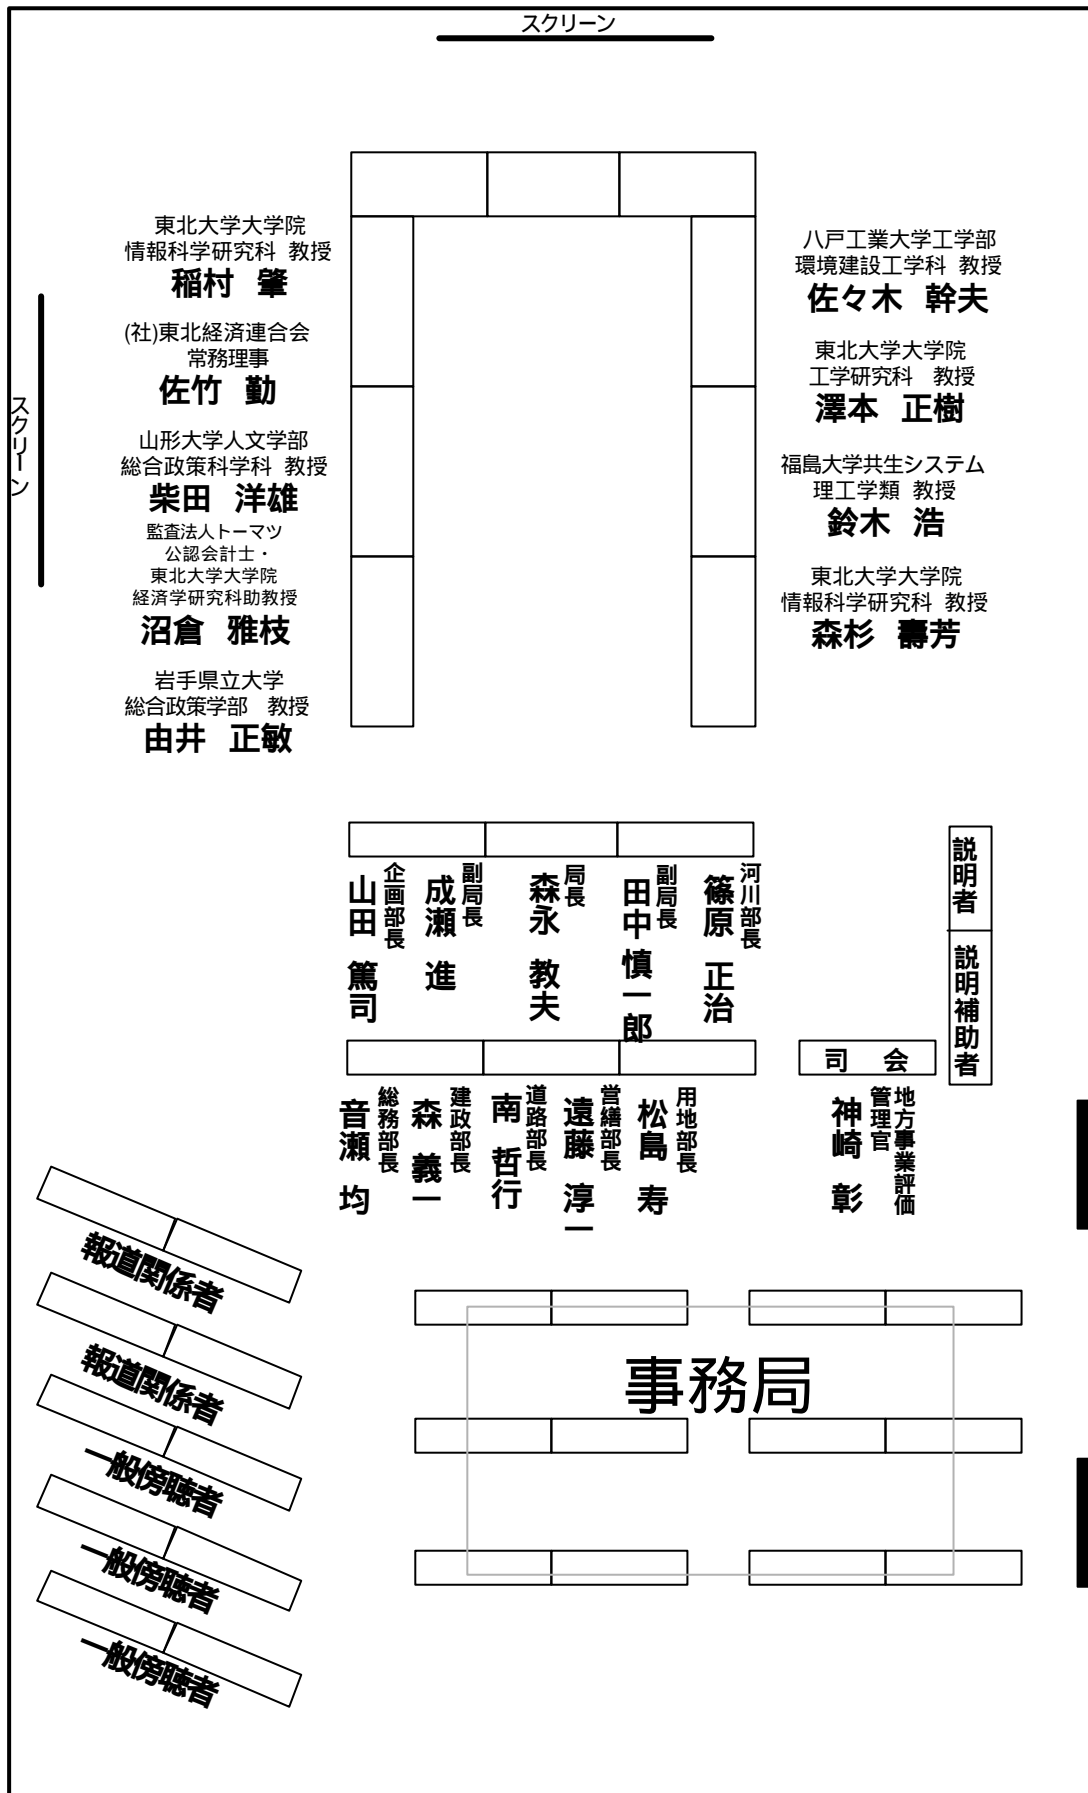 スクリーン
スクリーン
東北大学大学院
情報科学研究科 教授
稲村 肇
(社)東北経済連合会
常務理事
佐竹 勤
山形大学人文学部
総合政策科学科 教授
柴田 洋雄
監査法人トーマツ
公認会計士・
東北大学大学院
経済学研究科助教授
沼倉 雅枝
岩手県立大学
総合政策学部 教授
由井 正敏
八戸工業大学工学部
環境建設工学科 教授
佐々木 幹夫
東北大学大学院
工学研究科 教授
澤本 正樹
福島大学共生システム
理工学類 教授
鈴木 浩
東北大学大学院
情報科学研究科 教授
森杉 壽芳
企画部長
山田 篤司
副局長
成瀬 進
局長
森永 教夫
副局長
田中 慎一郎
河川部長
篠原 正治
説明者
説明補助者
司 会
総務部長
音瀬 均
建政部長
森 義一
道路部長
南 哲行
営繕部長
遠藤 淳一
用地部長
松島 寿
地方事業評価
管理官
神崎 彰
報道関係者
報道関係者
一般傍聴者
一般傍聴者
一般傍聴者
事務局